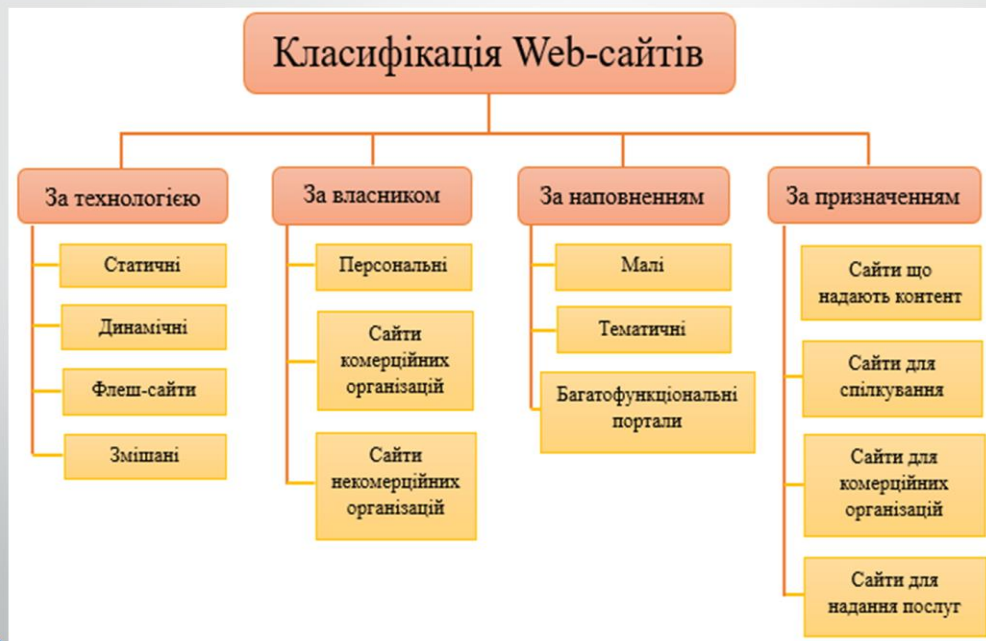 Класифікація Web-сайтів
За технологією
Статичні
Динамічні
Флеш-сайти
Змішані
За власником
Персональні
Сайти
комерційних
організацій
Сайти
некомерційних
організацій
За наповненням
Малі
Тематичні
Багатофункціональні
портали
За призначенням
Сайти що
надають контент
Сайти для
спілкування
Сайти для
комерційних
організацій
Сайти для
надання послуг